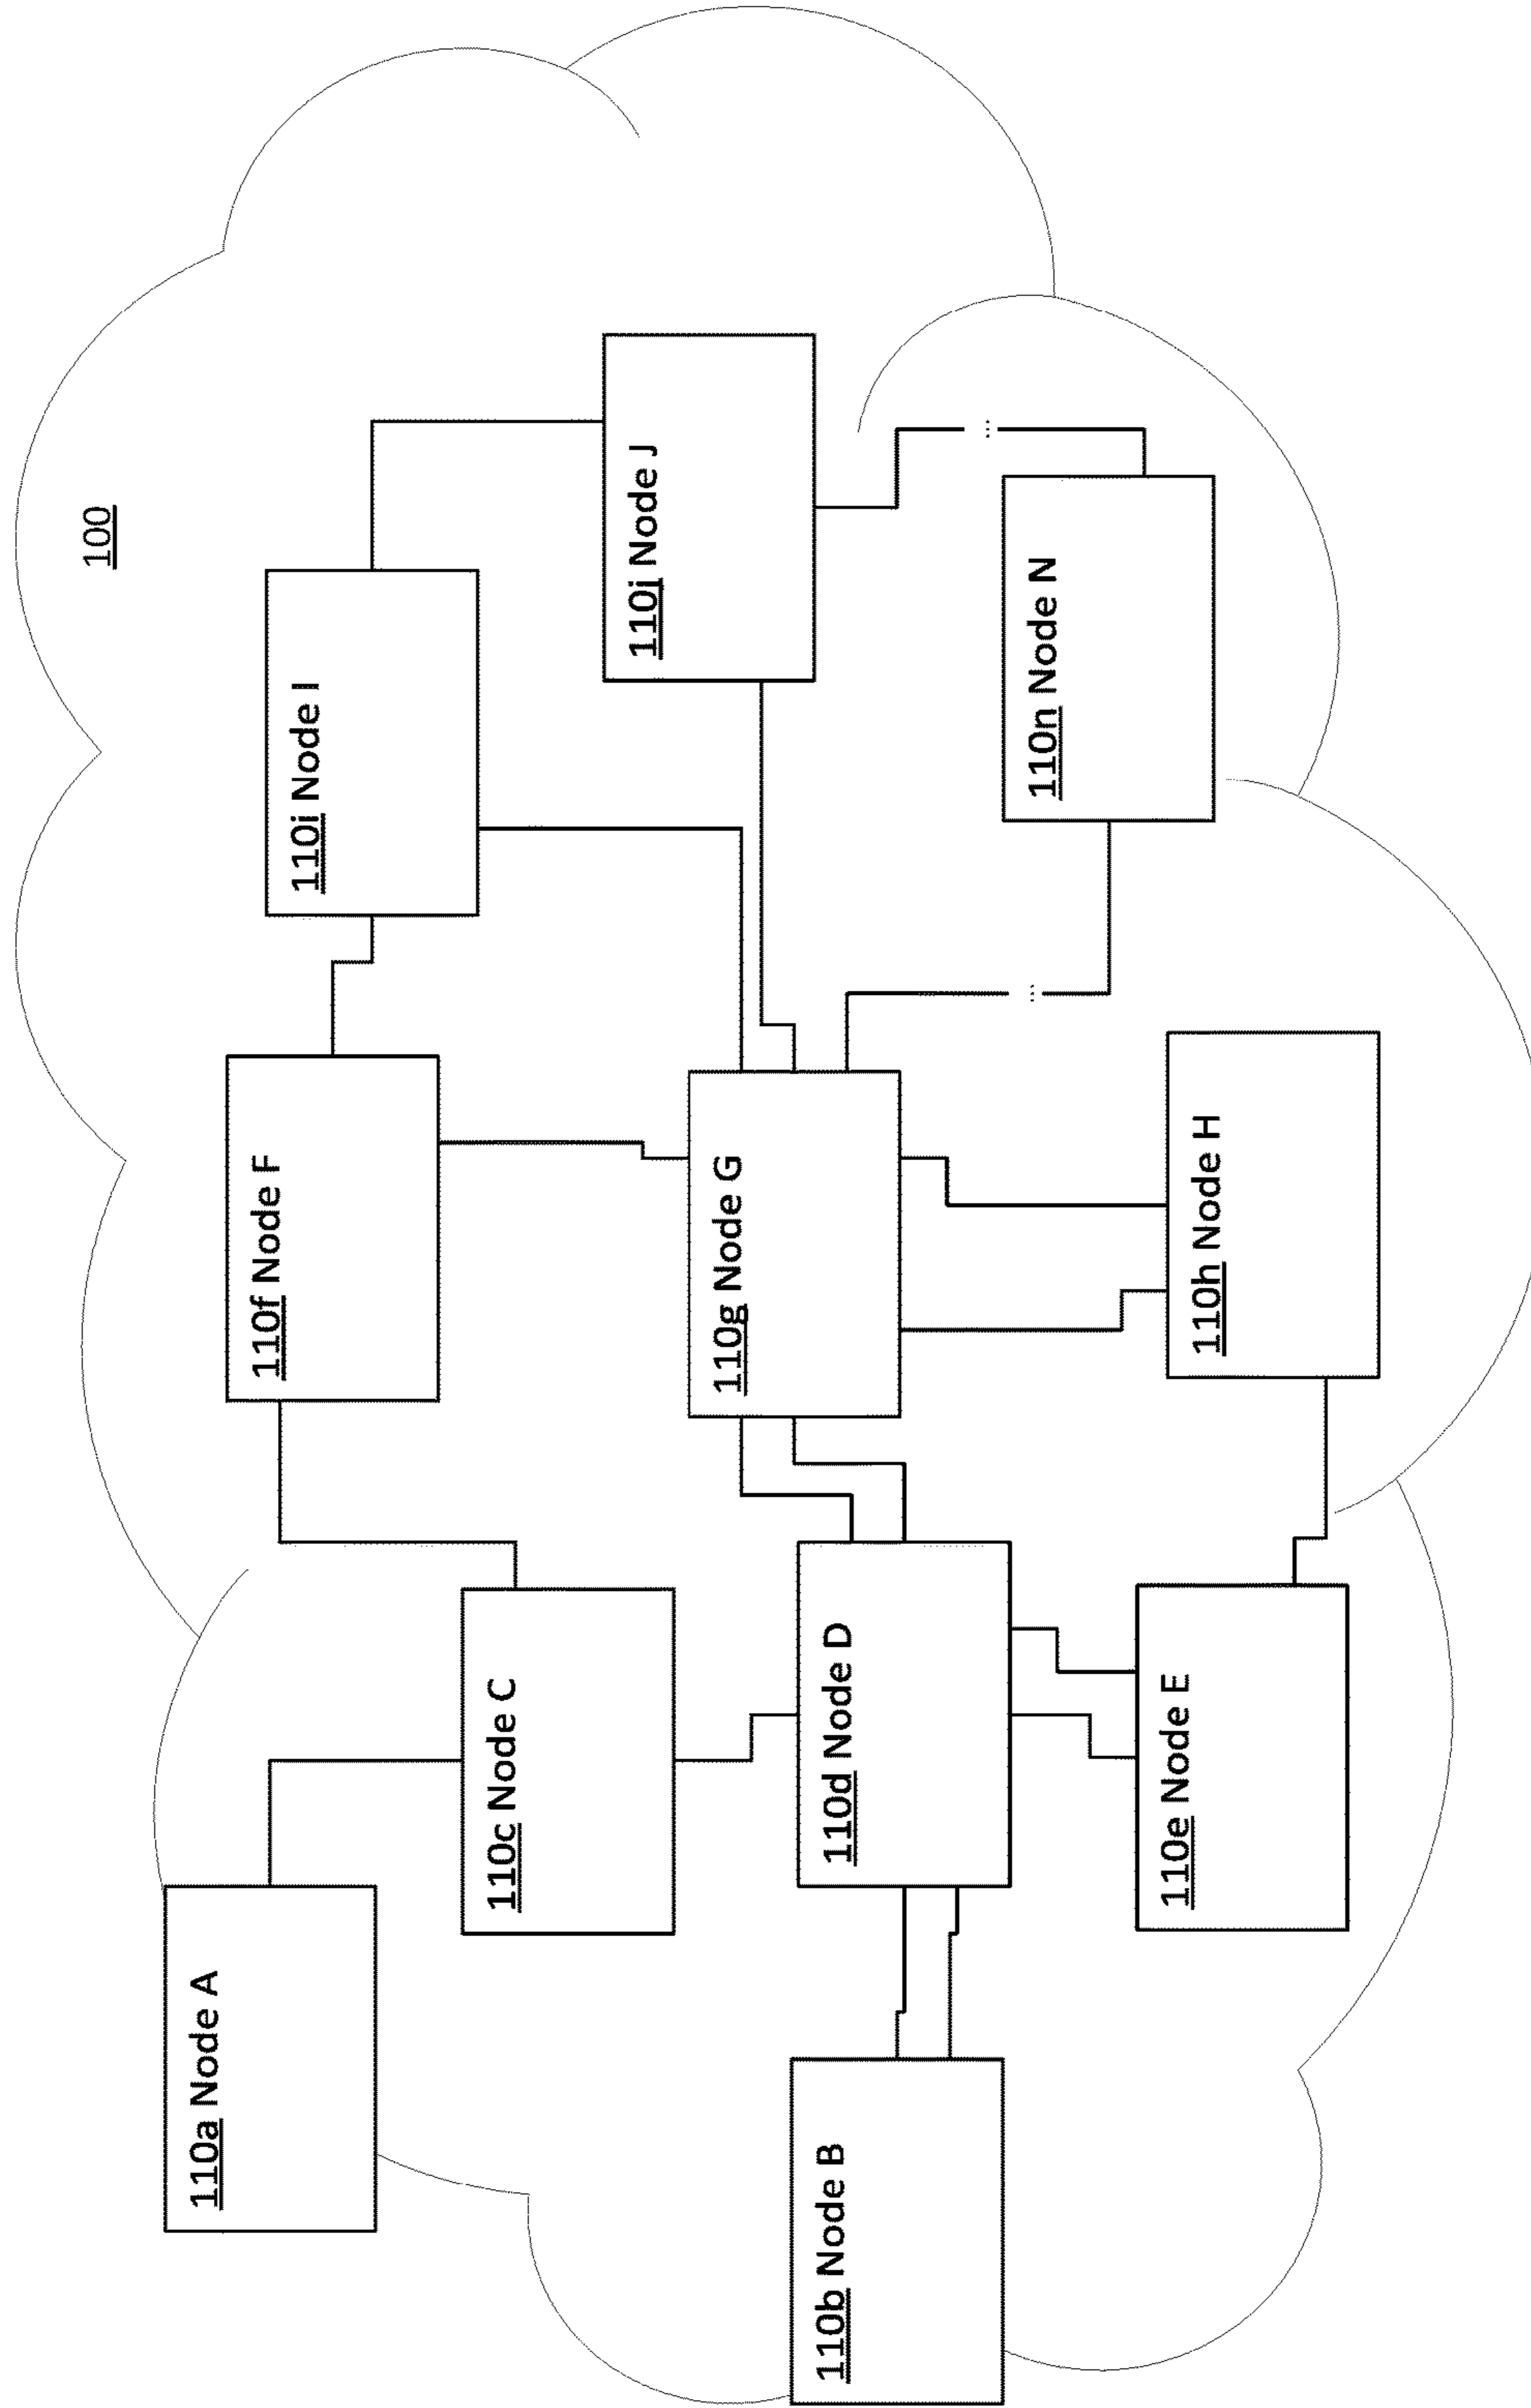 100
110a Node A
110f Node F
110i Node I
110c Node C
110j Node J
110g Node G
110b Node B
110d Node D
...
...
110n Node N
110e Node E
110h Node H